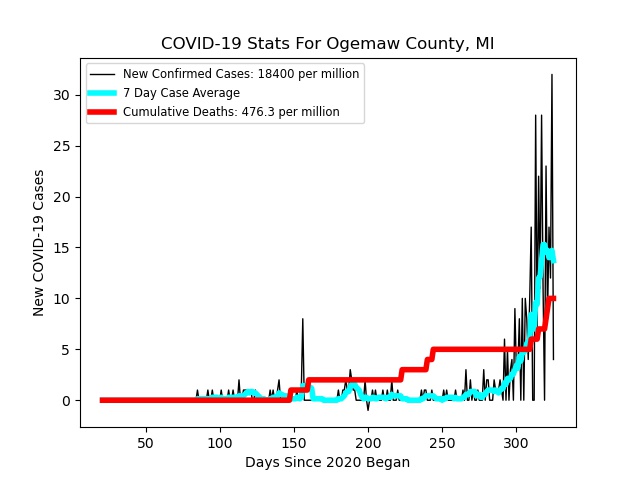 COVID-19 Stats For Ogemaw County, MI
New Confirmed Cases: 18400 per million
7 Day Case Average
Cumulative Deaths: 476.3 per million
New COVID-19 Cases
30
25
20
15
10
5
0
50 100 150 200 250 300
Days Since 2020 Began